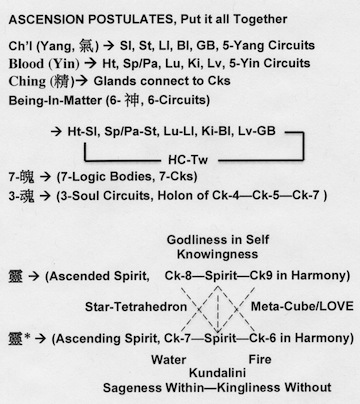 ASCENSION POSTULATES, Put it all Together
Ch'I (Yang, 氣) → SI, St, LI, Bl, GB, 5-Yang Circuits
Blood (Yin) → Ht, Sp/Pa, Lu, Ki, Lv, 5-Yin Circuits
Ching (精) → Glands connect to Cks
Being-In-Matter (6- 神, 6-Circuits)
→ Ht-SI, Sp/Pa-St, Lu-LI, Ki-Bl, Lv-GB
HC-Tw
7-魄 → (7-Logic Bodies, 7-Cks)
3-魂 → (3-Soul Circuits, Holon of Ck-4—Ck-5—Ck-7 )
Godliness in Self
Knowingness
靈 → (Ascended Spirit, Ck-8—Spirit—Ck9 in Harmony)
Star-Tetrahedron Meta-Cube/LOVE
靈* → (Ascending Spirit, Ck-7—Spirit—Ck-6 in Harmony)
Water Fire
Kundalini
Sageness Within—Kingliness Without